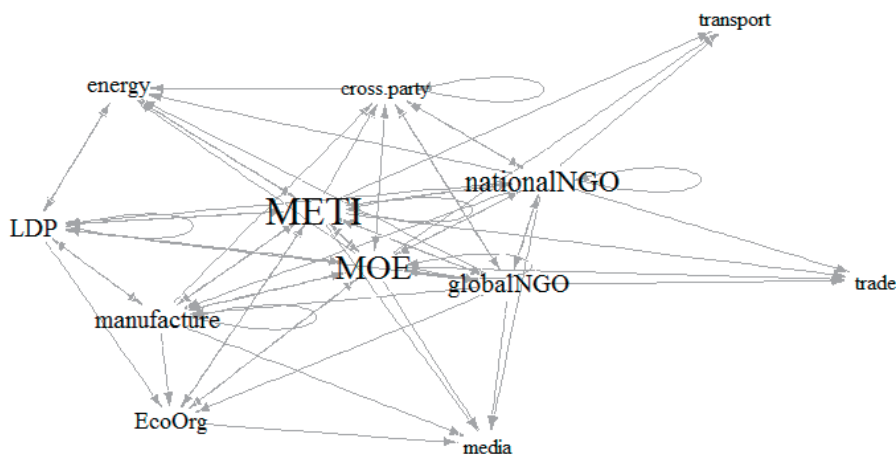 transport
energy
cross.party
nationalNGO
METI
LDP
MOE
globalNGO
trade
manufacture
EcoOrg
media